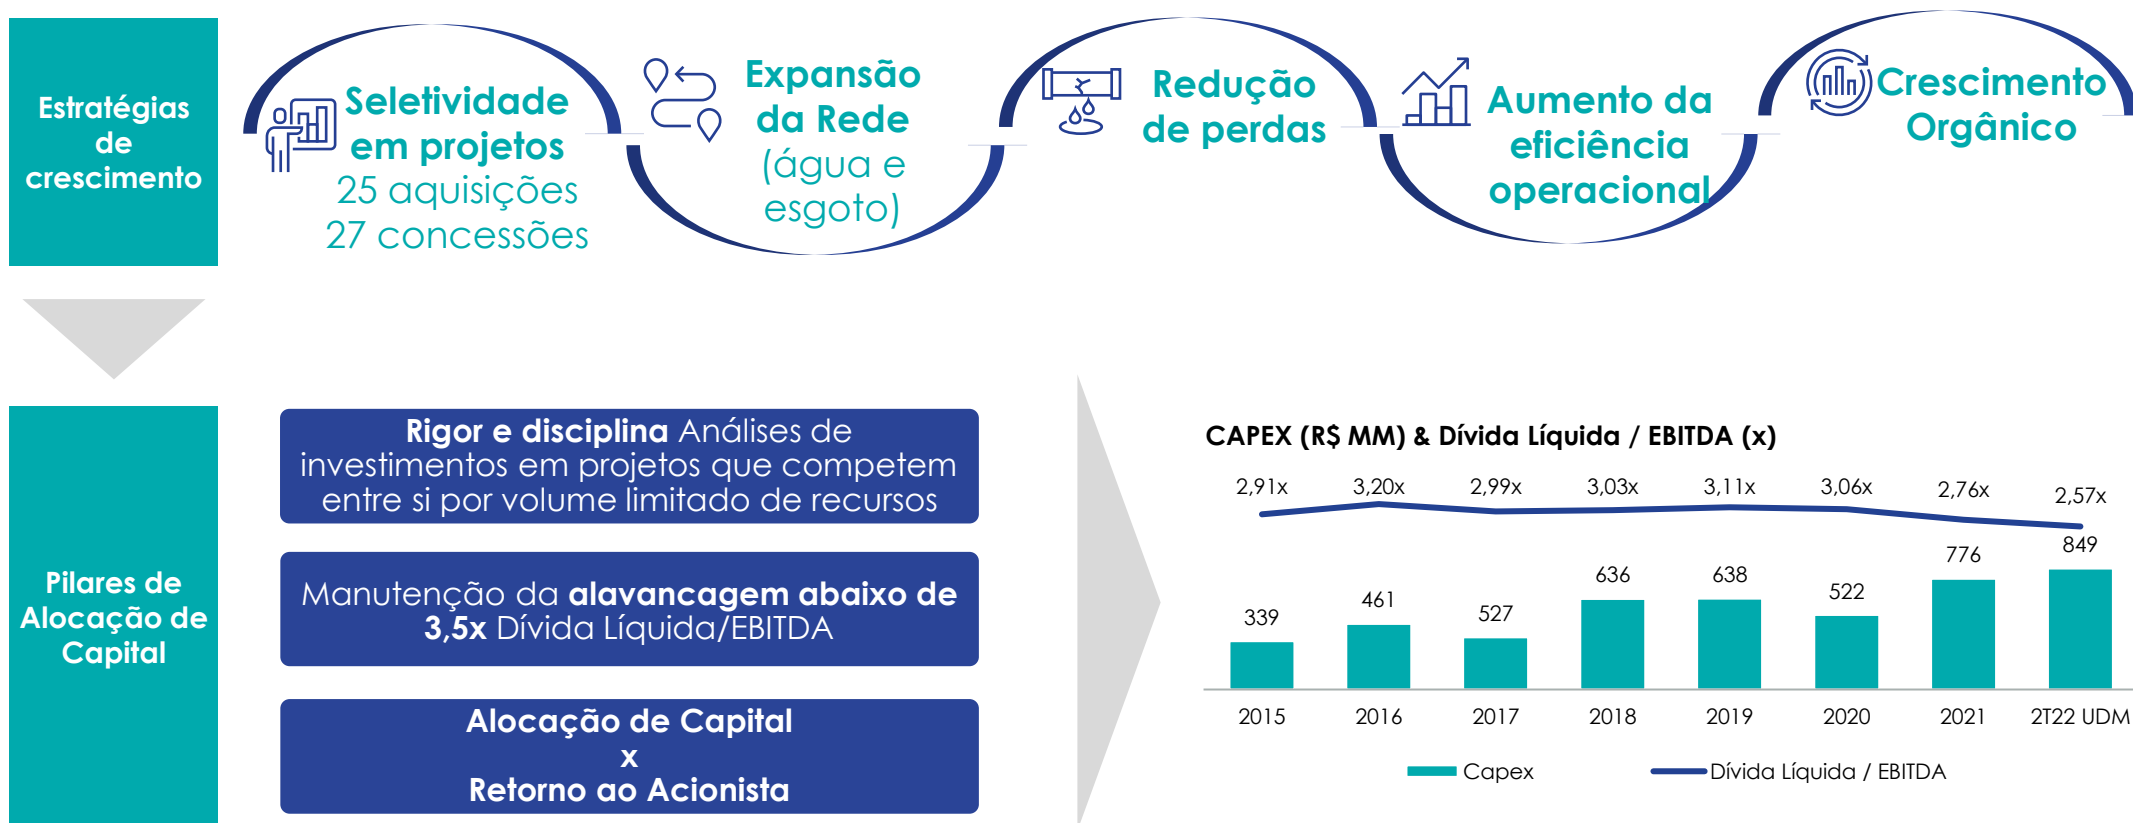 Estratégias
de
crescimento
Seletividade
em projetos
25 aquisições
27 concessões
Expansão
da Rede
(água e
esgoto)
Redução
de perdas
Aumento da
eficiência
operacional
Crescimento
Orgânico
Pilares de
Alocação de
Capital
Rigor e disciplina Análises de
investimentos em projetos que competem
entre si por volume limitado de recursos
Manutenção da alavancagem abaixo de
3,5x Dívida Líquida/EBITDA
Alocação de Capital
x
Retorno ao Acionista
CAPEX (R$ MM) & Dívida Líquida / EBITDA (x)
2,91x 3,20x 2,99x 3,03x 3,11x 3,06x 2,76x 2,57x
339 461 527 636 638 522 776 849
2015 2016 2017 2018 2019 2020 2021 2T22 UDM
Capex Dívida Líquida / EBITDA